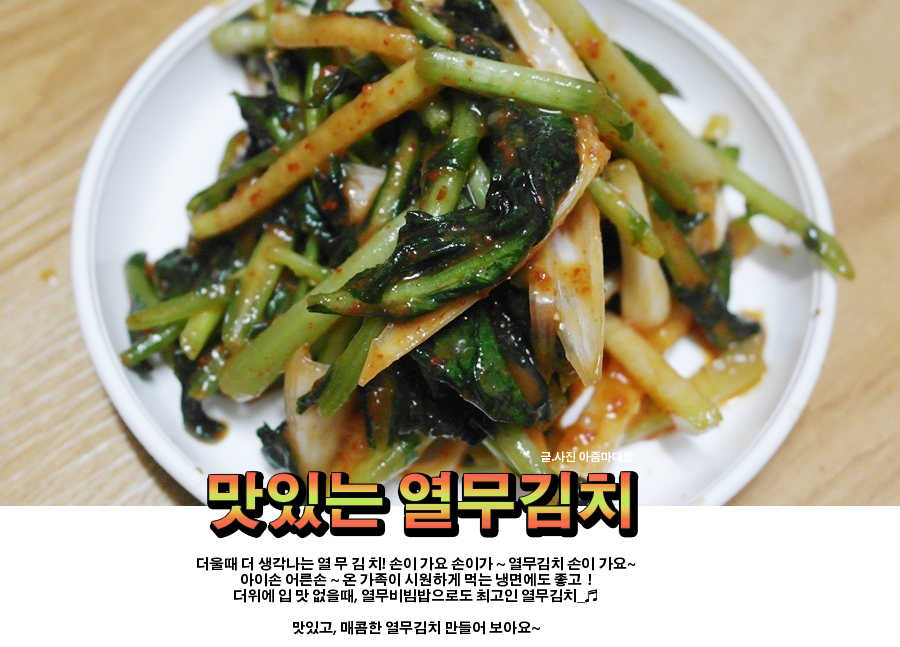 글.사진 아줌마대왕
맛있는 열무김치
더울때 더 생각나는 열 무 김 치! 손이 가요 손이가 ~ 열무김치 손이 가요~
아이손 어른손 ~ 온 가족이 시원하게 먹는 냉면에도 좋고 !
더위에 입 맛 없을때, 열무비빔밥으로도 최고인 열무김치_♬
맛있고, 매콤한 열무김치 만들어 보아요~